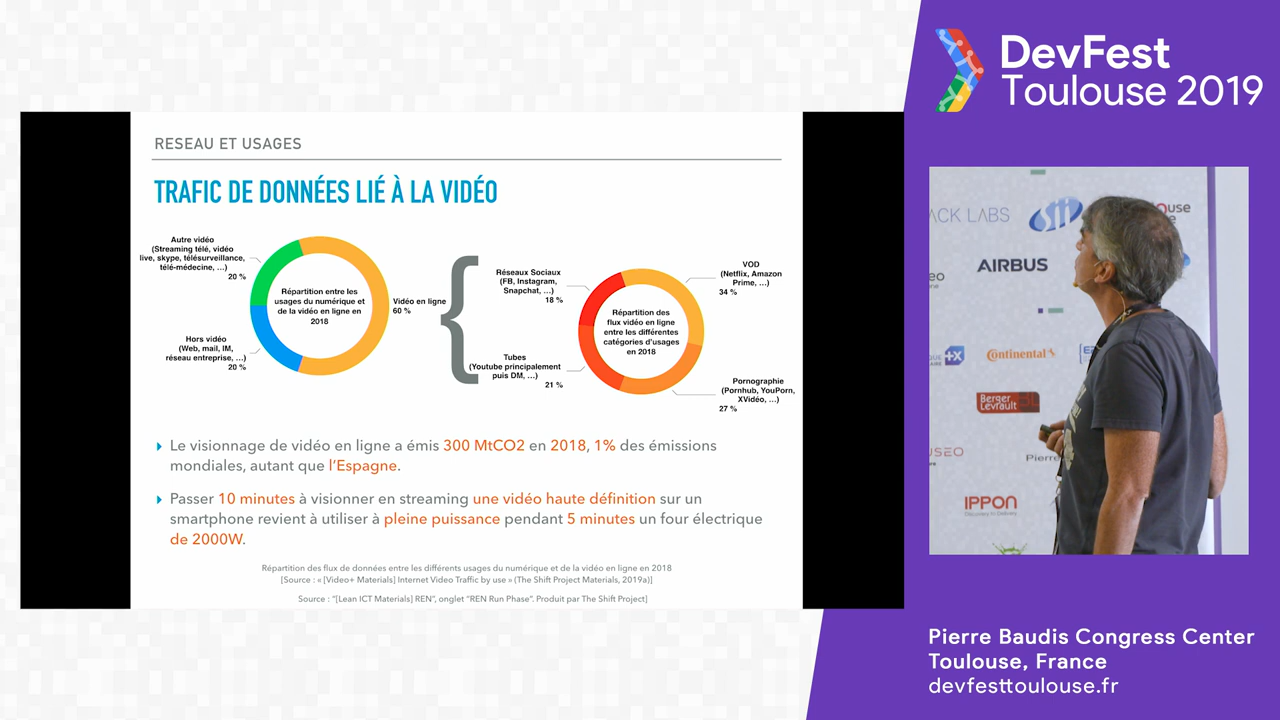 RESEAU ET USAGES
TRAFIC DE DONNÉES LIÉ À LA VIDÉO
Autre vidéo
(Streaming télé, vidéo
live, skype, télésurveillance,
télé-médecine, ...)
20 %
Hors vidéo
(Web, mail, IM,
réseau entreprise, ...)
20 %
Répartition entre les
usages du numérique et
de la vidéo en ligne en
2018
Vidéo en ligne
60 %
{
Réseaux Sociaux
(FB, Instagram,
Snapchat, ...)
18 %
Tubes
(Youtube principalement
puis DM, ...)
21 %
Répartition des
flux vidéo en ligne
entre les différentes
catégories d'usages
en 2018
VOD
(Netflix, Amazon
Prime, ...)
34 %
Pornographie
(Pornhub, YouPorn,
XVidéo, ...)
27 %
Le visionnage de vidéo en ligne a émis 300 MtCO2 en 2018, 1% des émissions
mondiales, autant que l'Espagne.
Passer 10 minutes à visionner en streaming une vidéo haute définition sur un
smartphone revient à utiliser à pleine puissance pendant 5 minutes un four électrique
de 2000W.
Répartition des flux de données entre les différents usages du numérique et de la vidéo en ligne en 2018
[Source : « [Video+ Materials] Internet Video Traffic by use » (The Shift Project Materials, 2019a)]
Source : "[Lean ICT Materials] REN", onglet "REN Run Phase". Produit par The Shift Project]
DevFest
Toulouse 2019
ACK LABS
AIRBUS
Continental
Berger
Levrault
USEO
Pierre
IPPON
Pierre Baudis Congress Center
Toulouse, France
devfesttoulouse.fr